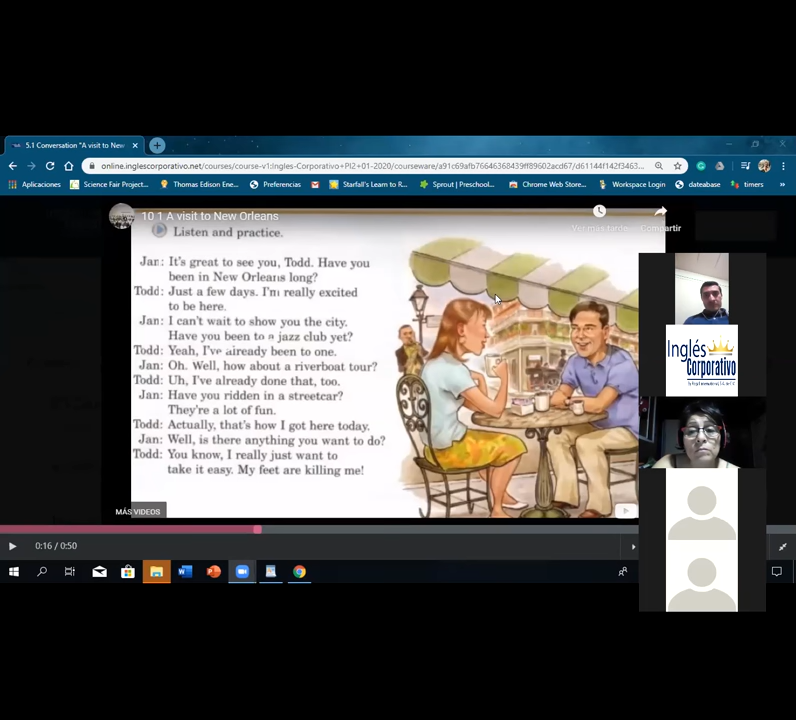 5.1 Conversation "A visit to New
online.inglescorporativo.net/courses/course-v1:Ingles-Corporativo+PI2+01-2020/courseware/a91c69afb76646368439ff89602acd67/d61144f142f3463...
Aplicaciones
Science Fair Project...
Thomas Edison Ene...
Preferencias
Starfall's Learn to R...
Sprout | Preschool...
Chrome Web Store...
Workspace Login
dateabase
timers
10 1 A visit to New Orleans
Ver más tarde
Compartir
Listen and practice.
Jan: It's great to see you, Todd. Have you
been in New Orleans long?
Todd: Just a few days. I'm really excited
to be here.
Jan: I can't wait to show you the city.
Have you been to a jazz club yet?
Todd: Yeah, I've already been to one.
Jan: Oh. Well, how about a riverboat tour?
Todd: Uh, I've already done that, too.
Jan: Have you ridden in a streetcar?
They're a lot of fun.
Todd: Actually, that's how I got here today.
Jan: Well, is there anything you want to do?
Todd: You know, I really just want to
take it easy. My feet are killing me!
MÁS VIDEOS
0:16 / 0:50
Inglés
Corporativo